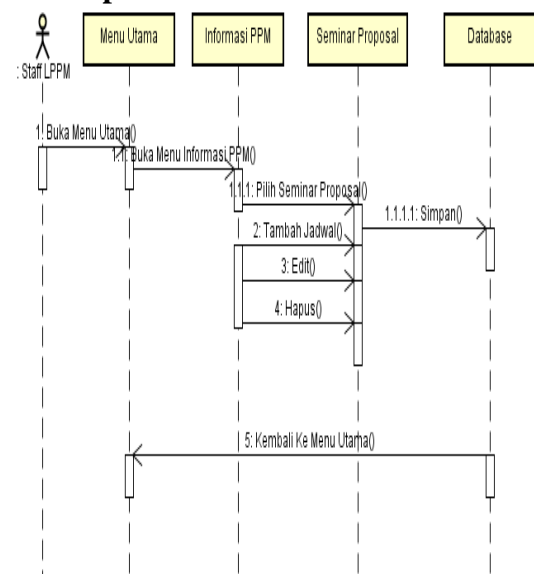 Menu Utama
Informasi PPM
Seminar Proposal
Database
: Staff LPPM
1: Buka Menu Utama()
1.1: Buka Menu Informasi PPM()
1.1.1: Pilih Seminar Proposal()
1.1.1.1: Simpan()
2: Tambah Jadwal()
3: Edit()
4: Hapus()
5: Kembali Ke Menu Utama()